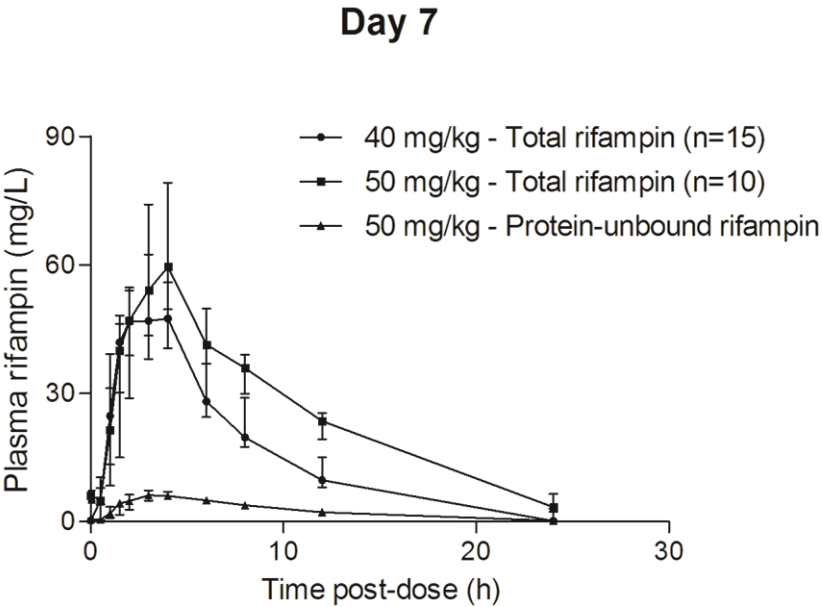 Day 7
40 mg/kg - Total rifampin (n=15)
50 mg/kg - Total rifampin (n=10)
50 mg/kg - Protein-unbound rifampin
Plasma rifampin (mg/L)
90
60
30
0
0 10 20 30
Time post-dose (h)